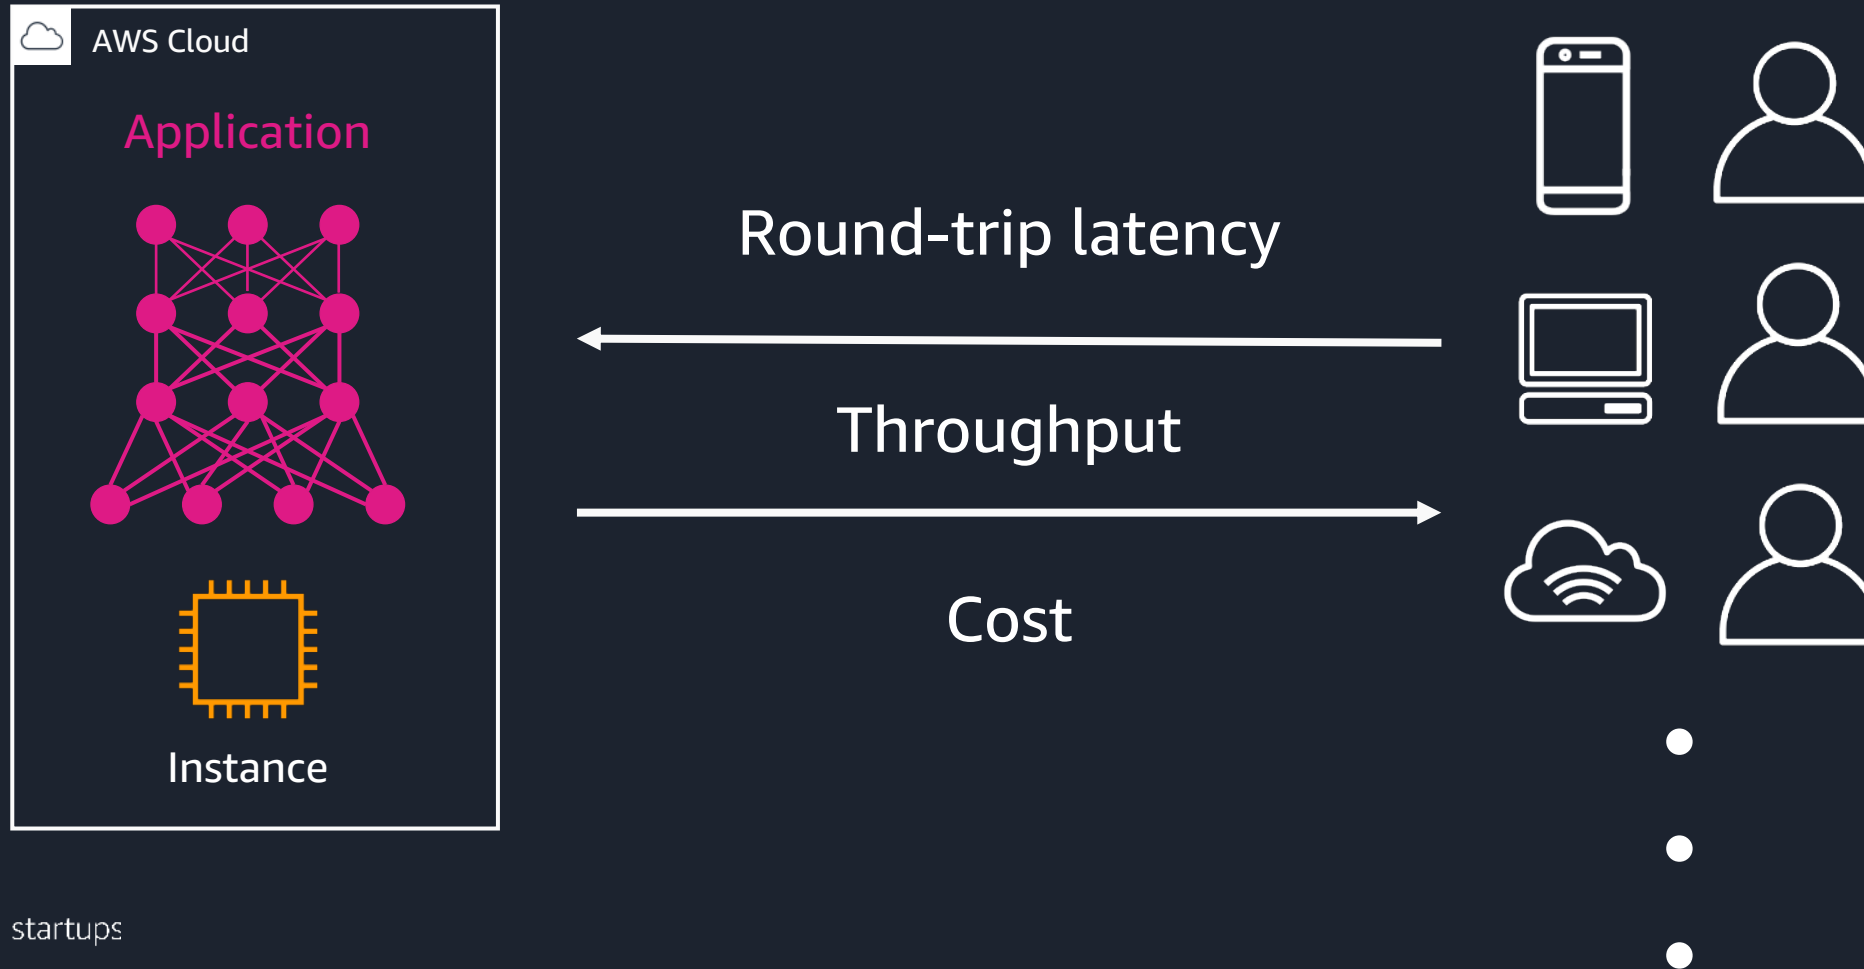 AWS Cloud
Application
Instance
Round-trip latency
Throughput
Cost
startups